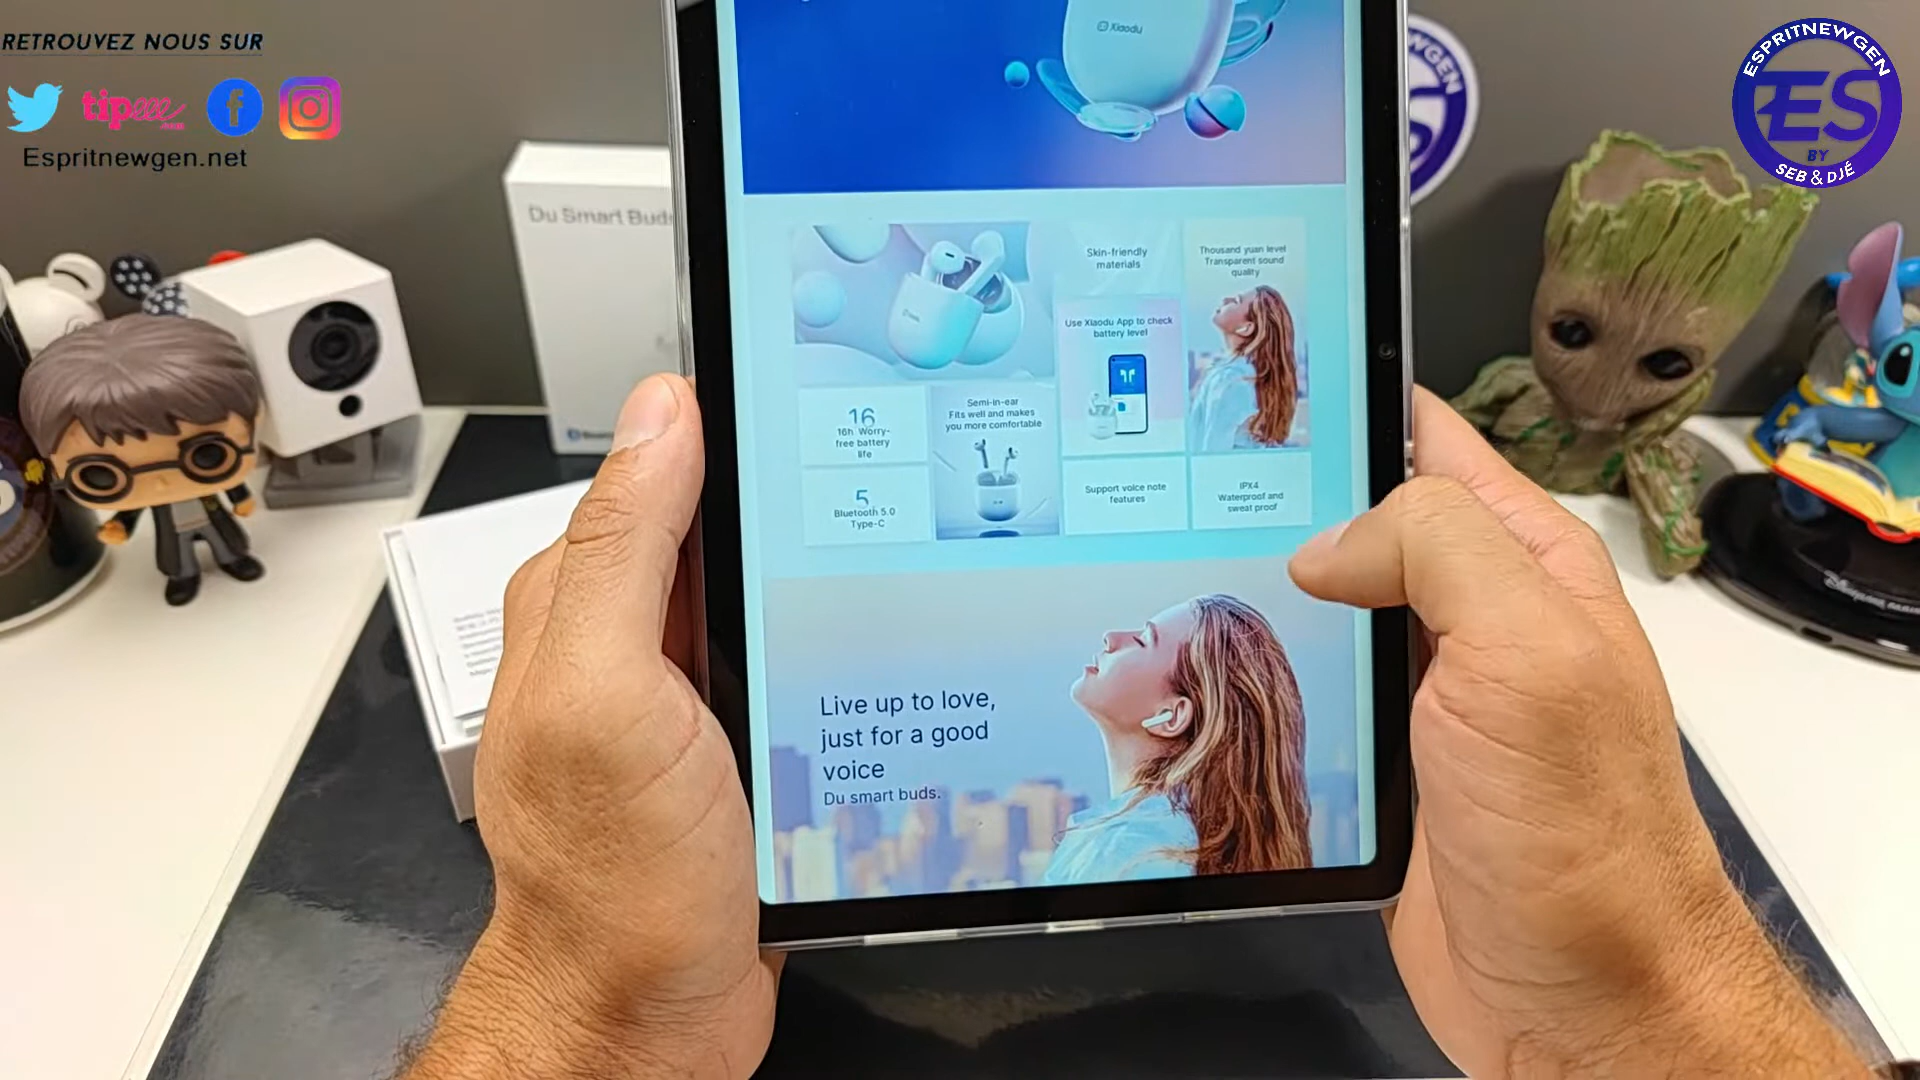 RETROUVEZ NOUS SUR
tipeee
.com
Espritnewgen.net
ESPRITNEWGEN
ES
BY
SEB & DJÉ
WGEN
Du Smart Buds
Xiaodu
Skin-friendly
materials
Thousand yuan level
Transparent sound
quality
Use Xiaodu App to check
battery level
16
16h Worry-
free battery
life
Semi-in-ear
Fits well and makes
you more comfortable
5
Bluetooth 5.0
Type-C
Support voice note
features
IPX4
Waterproof and
sweat proof
Live up to love,
just for a good
voice
Du smart buds.